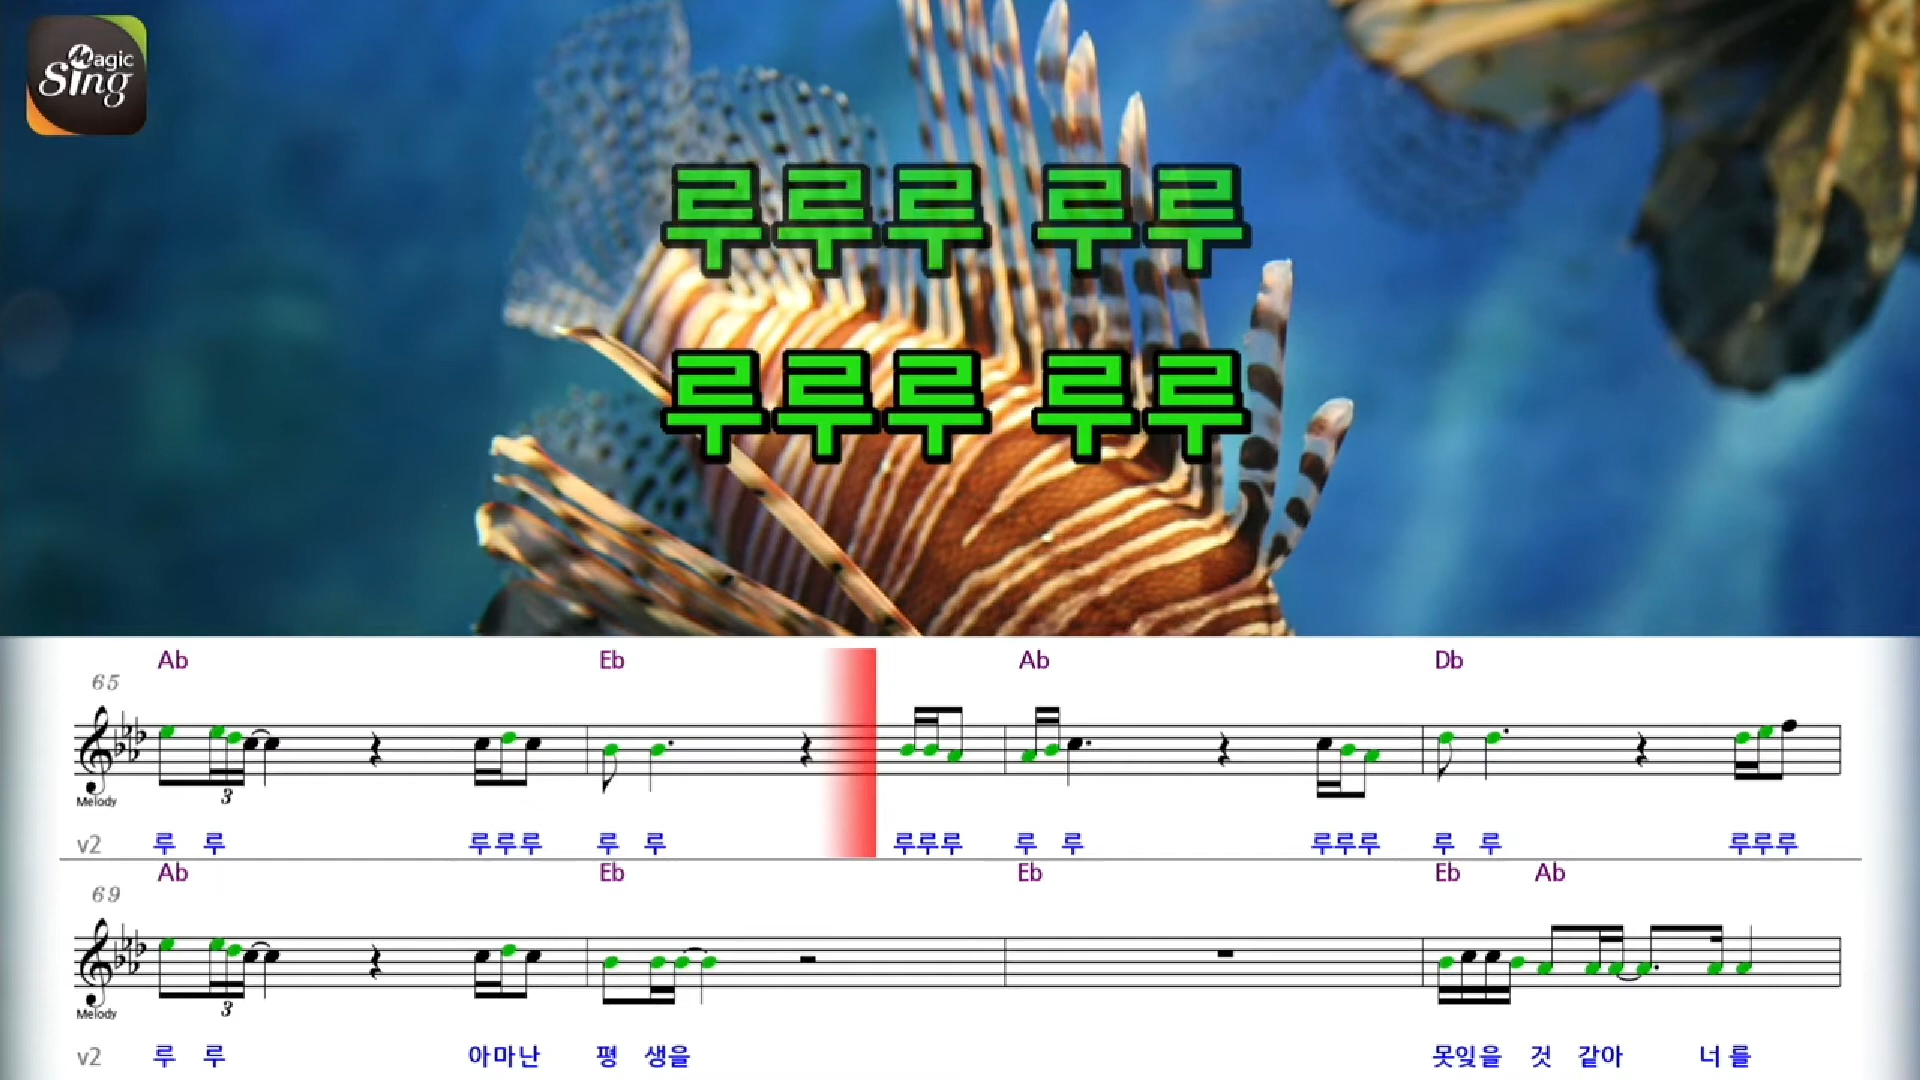 Magic
Sing
루루루 루루
루루루 루루
Ab Eb Ab Db
65
3
Melody
v2 루 루 루루루 루 루 루루루 루 루 루루루 루 루 루루루
Ab Eb Eb Eb Ab
69
3
Melody
v2 루 루 아마난 평 생을 못잊을 것 같아 너 를